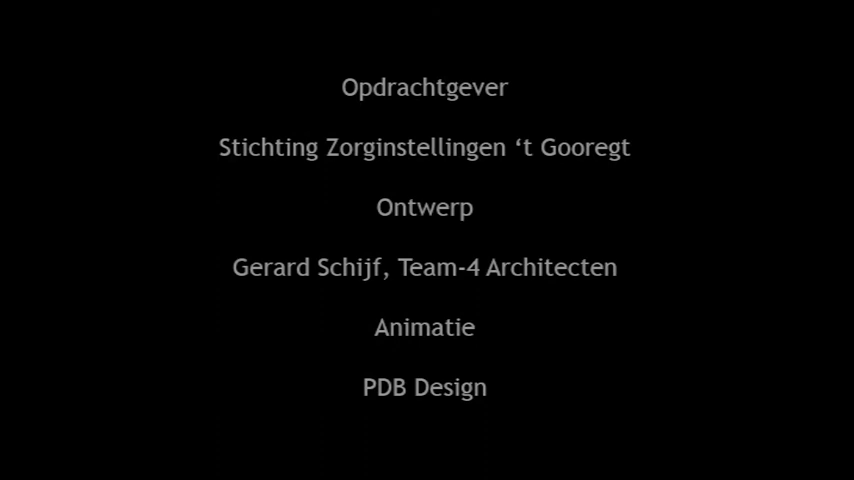 Opdrachtgever
Stichting Zorginstellingen ‘t Gooregt
Ontwerp
Gerard Schijf, Team-4 Architecten
Animatie
PDB Design